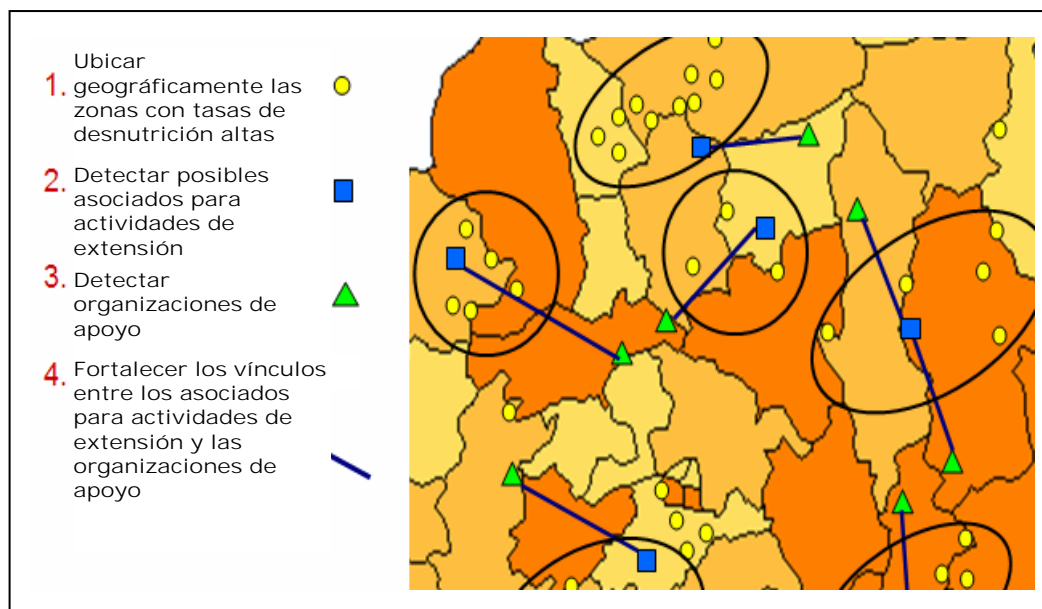 1. Ubicar
geográficamente las
zonas con tasas de
desnutrición altas
2. Detectar posibles
asociados para
actividades de
extensión
3. Detectar
organizaciones de
apoyo
4. Fortalecer los vínculos
entre los asociados
para actividades de
extensión y las
organizaciones de
apoyo